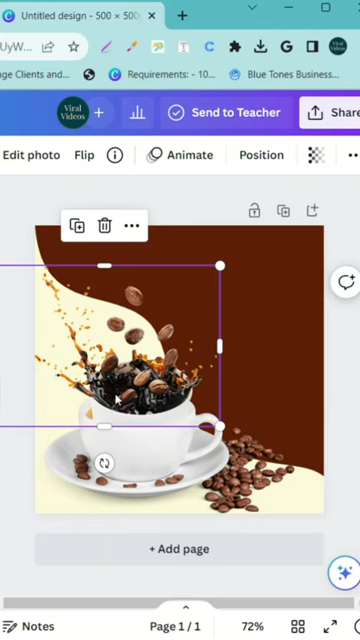 Untitled design - 500 × 500
UyW...
nge Clients and...
Requirements: - 10...
Blue Tones Business...
Viral
Videos
Send to Teacher
Share
Edit photo
Flip
Animate
Position
+ Add page
Notes
Page 1 / 1
72%